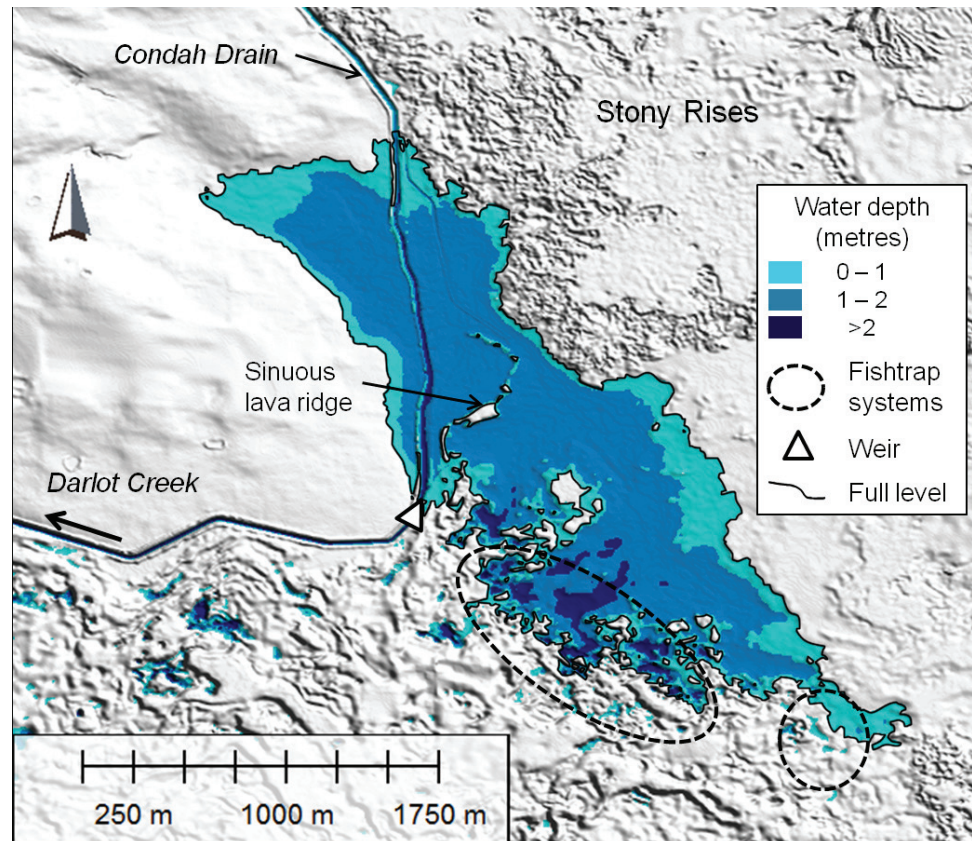 Condah Drain
Stony Rises
Water depth
(metres)
0 – 1
1 – 2
>2
Fishtrap
systems
Weir
Full level
Sinuous
lava ridge
Darlot Creek
250 m 1000 m 1750 m